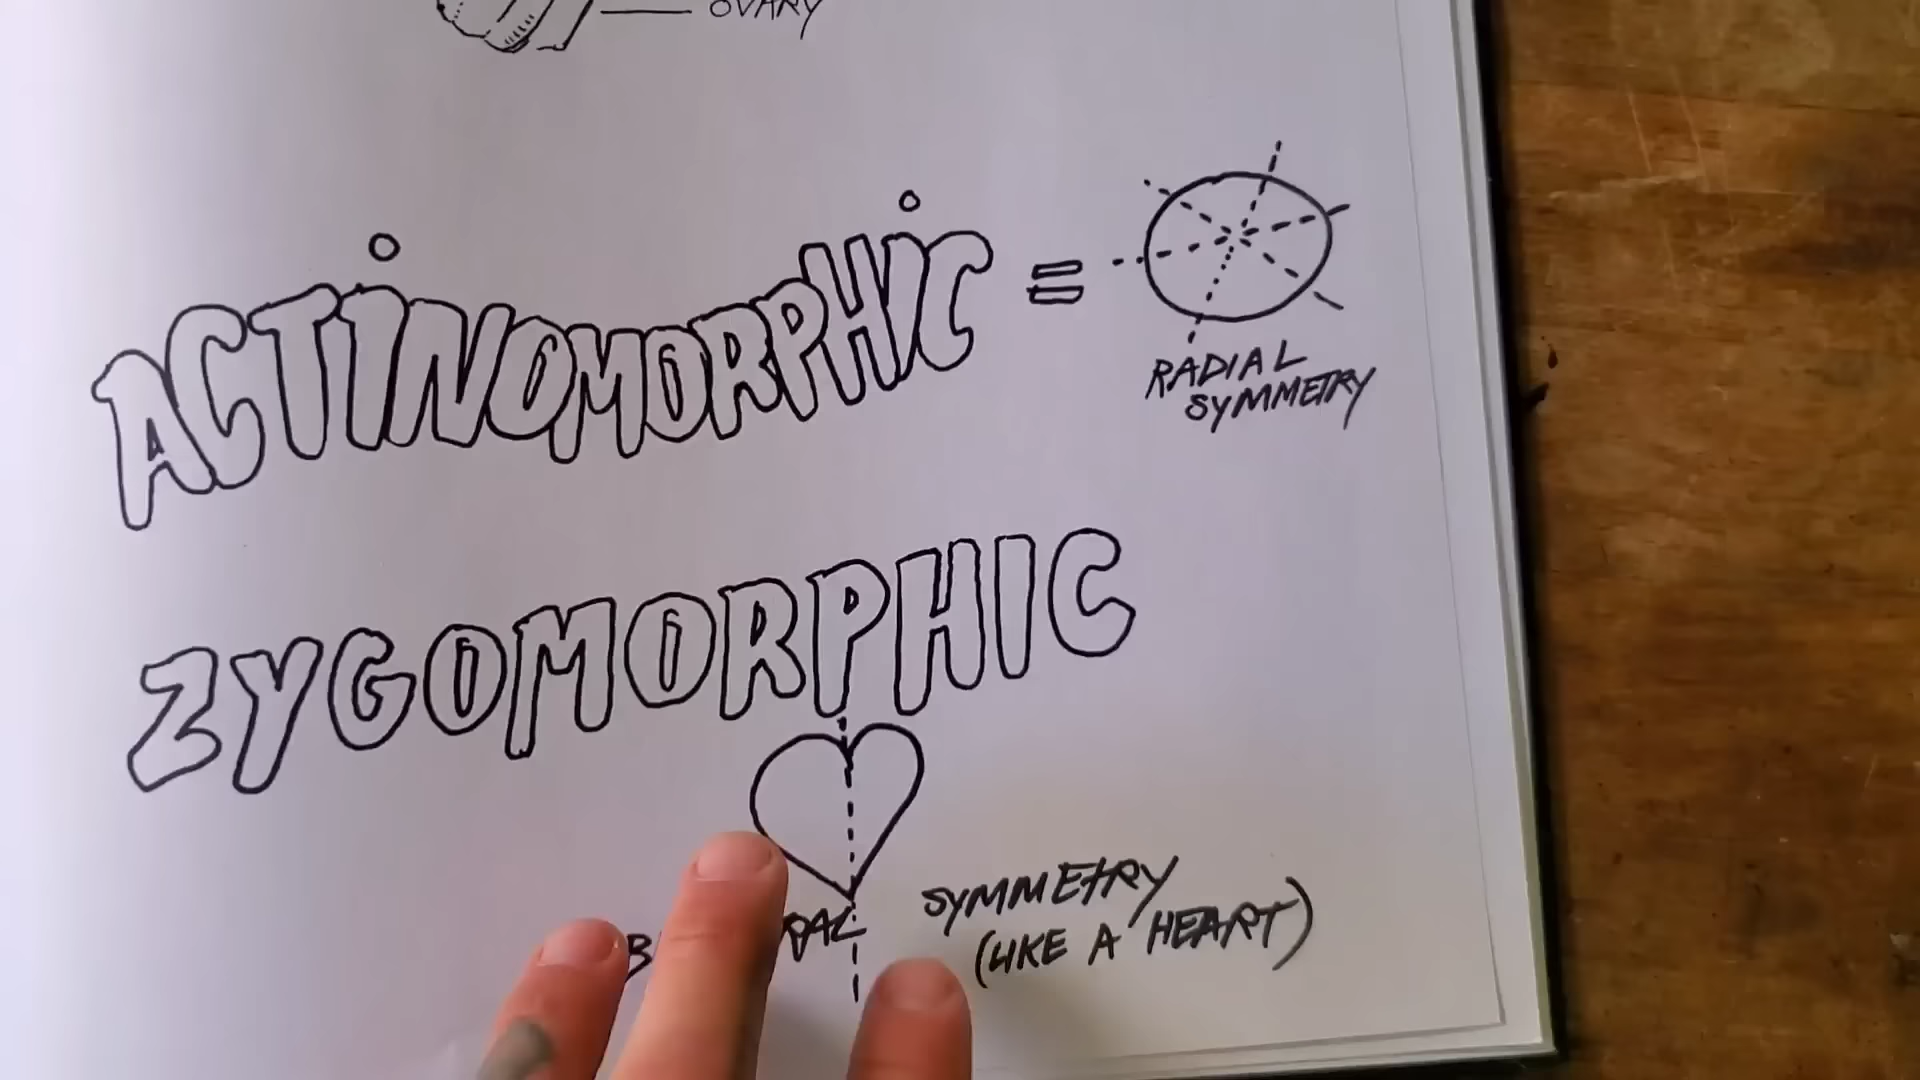 OVARY
ACTINOMORPHIC =
RADIAL
SYMMETRY
ZYGOMORPHIC
SYMMETRY
(LIKE A HEART)